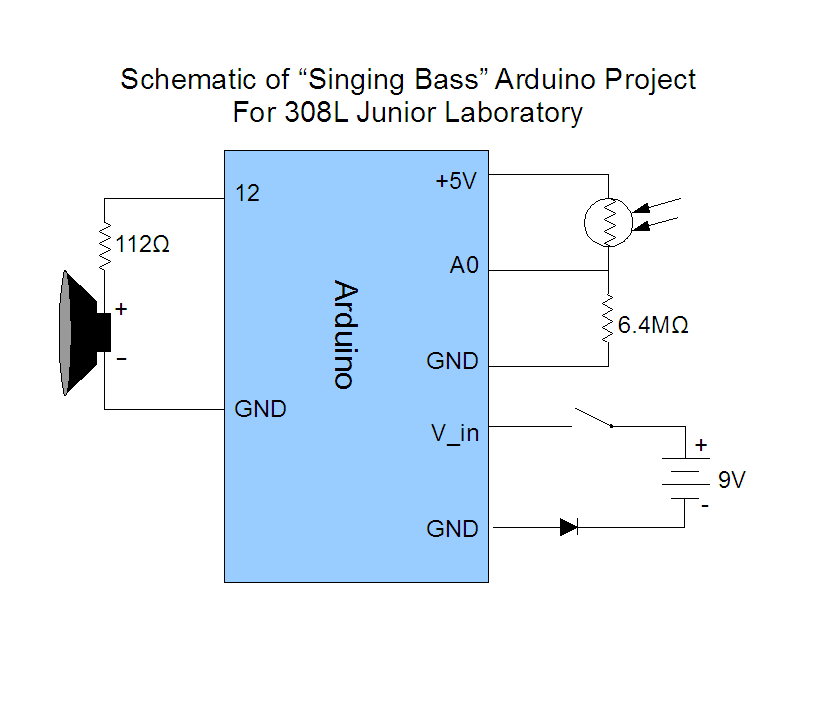 Schematic of “Singing Bass” Arduino Project
For 308L Junior Laboratory
12
+5V
112Ω
A0
+
Arduino
6.4MΩ
–
GND
GND
V_in
+
9V
-
GND